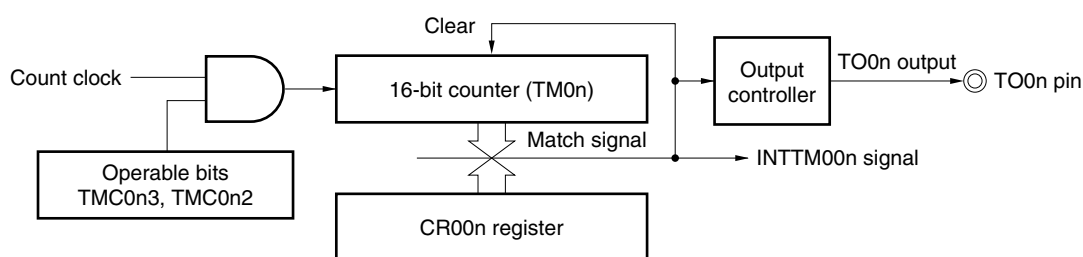 Clear
Count clock
16-bit counter (TM0n)
Output
controller
TO0n output
TO0n pin
Match signal
INTTM00n signal
Operable bits
TMC0n3, TMC0n2
CR00n register